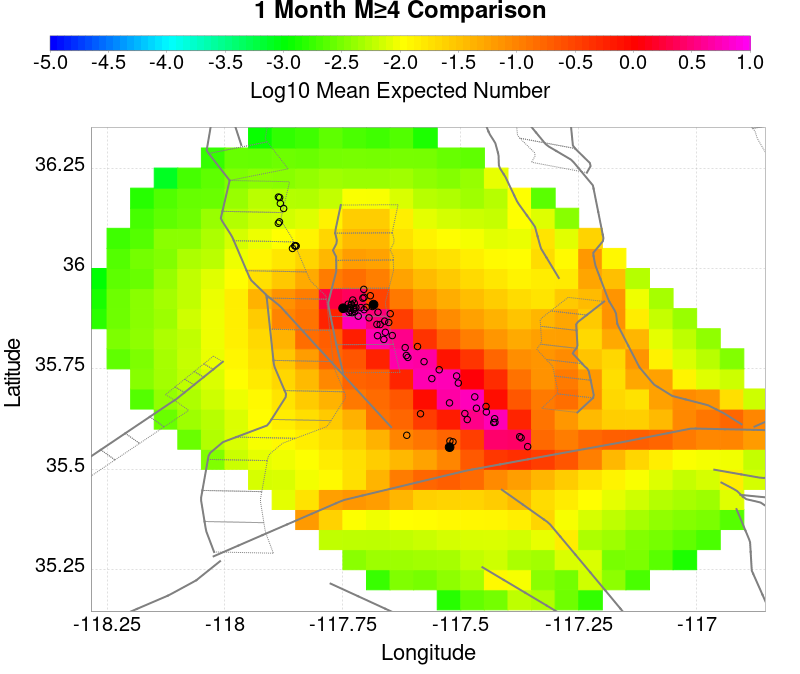 1 Month M≥4 Comparison
-5.0 -4.5 -4.0 -3.5 -3.0 -2.5 -2.0 -1.5 -1.0 -0.5 0.0 0.5 1.0
Log10 Mean Expected Number
36.25
36
35.75
35.5
35.25
Latitude
-118.25 -118 -117.75 -117.5 -117.25 -117
Longitude